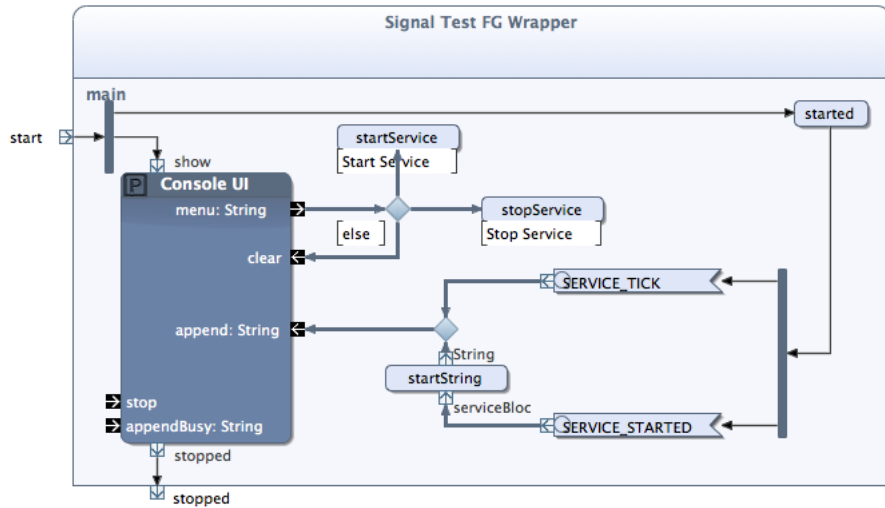 Signal Test FG Wrapper
main
start
started
startService
Start Service
show
P
Console UI
menu: String
stopService
[else]
Stop Service
clear
SERVICE_TICK
append: String
String
startString
serviceBloc
stop
appendBusy: String
SERVICE_STARTED
stopped
stopped